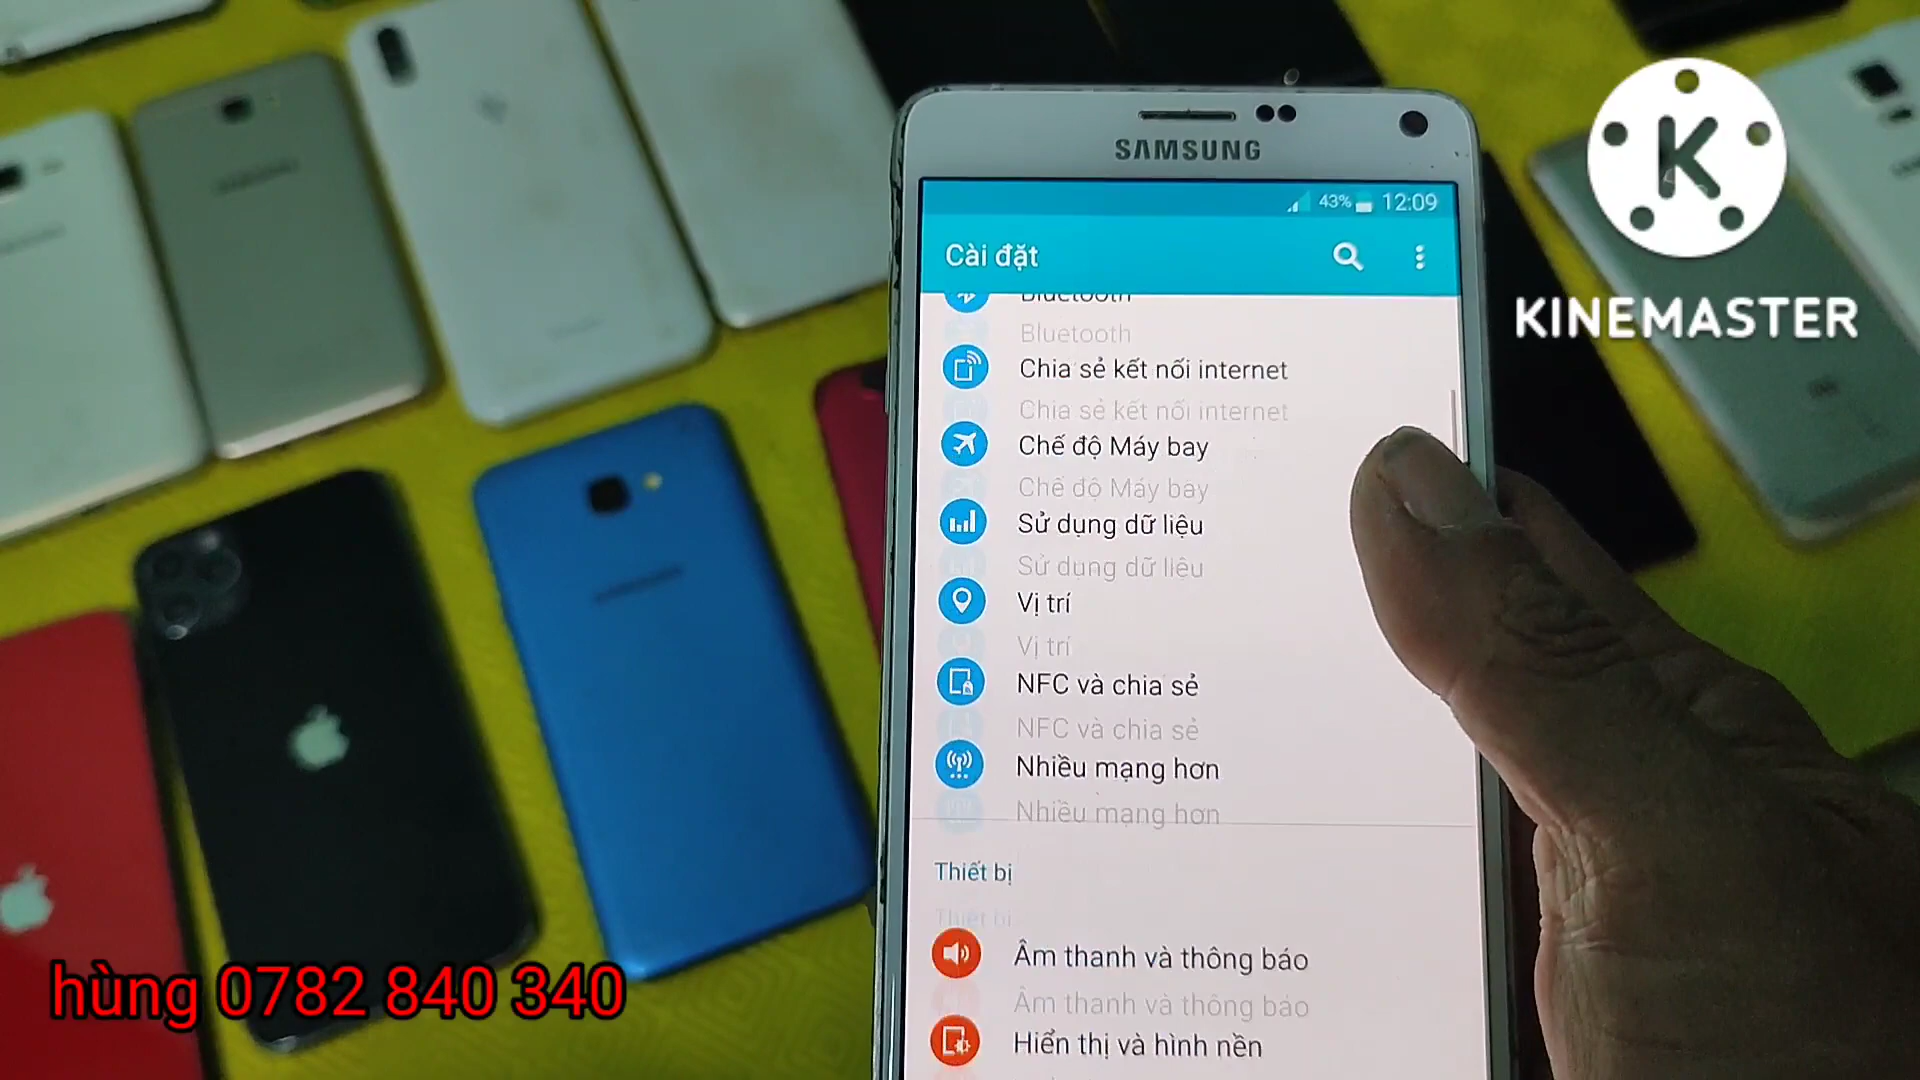 SAMSUNG
43% 12:09
Cài đặt
Bluetooth
Bluetooth
Chia sẻ kết nối internet
Chia sẻ kết nối internet
Chế độ Máy bay
Chế độ Máy bay
Sử dụng dữ liệu
Sử dụng dữ liệu
Vị trí
Vị trí
NFC và chia sẻ
NFC và chia sẻ
Nhiều mạng hơn
Nhiều mạng hơn
Thiết bị
Thiết bị
Âm thanh và thông báo
Âm thanh và thông báo
Hiển thị và hình nền
K
KINEMASTER
hùng 0782 840 340